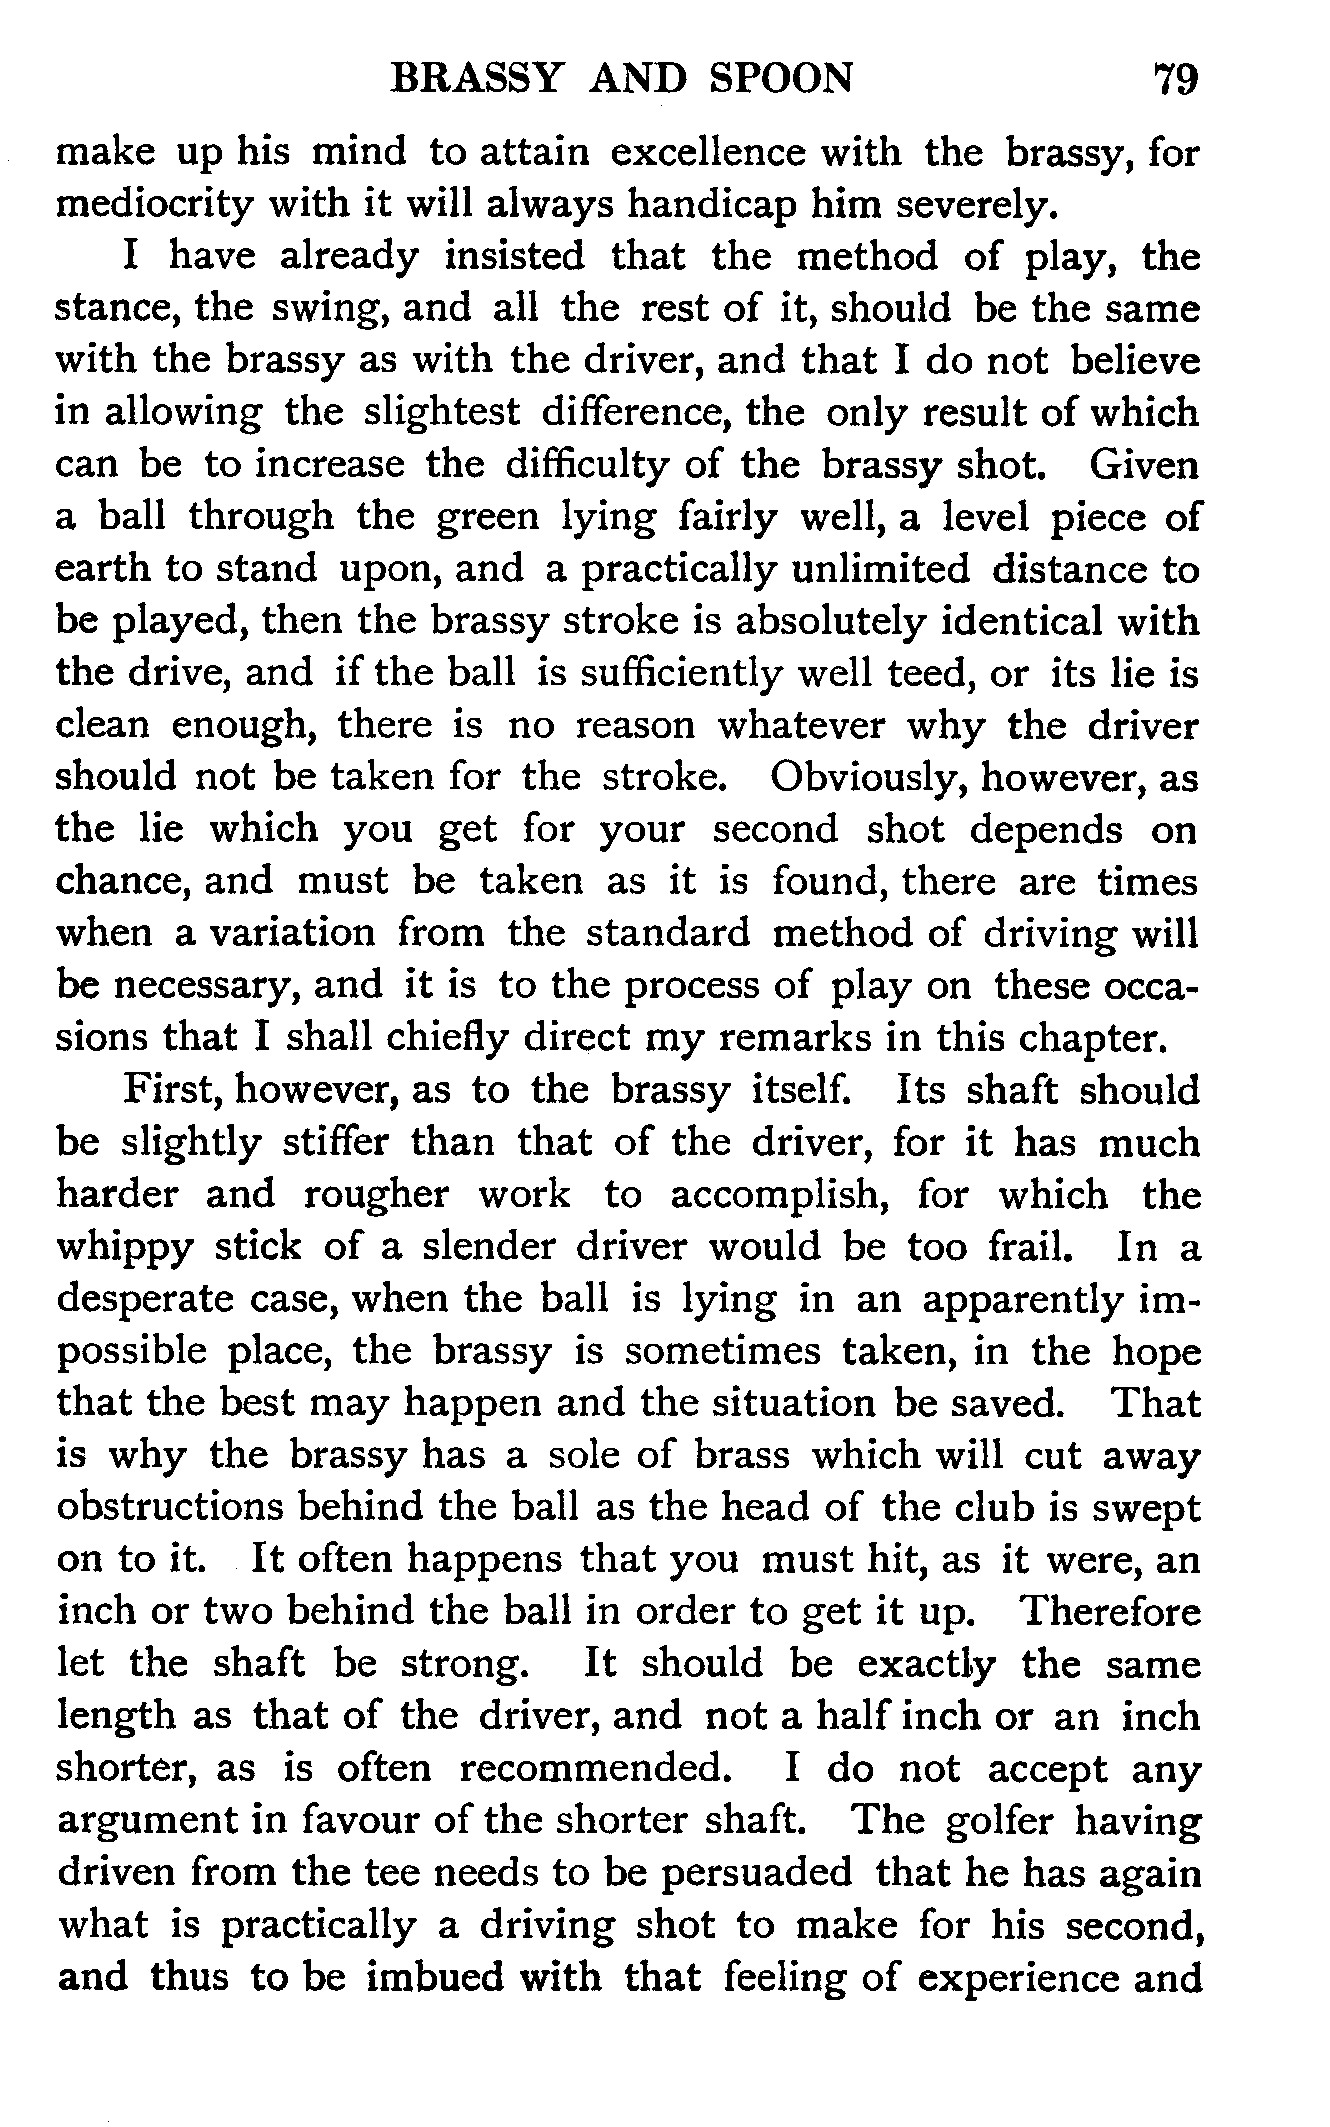 BRASSY AND SPOON 79
make up his mind to attain excellence with the brassy, for
mediocrity with it will always handicap him severely.
I have already insisted that the method of play, the
stance, the swing, and all the rest of it, should be the same
with the brassy as with the driver, and that I do not believe
in allowing the slightest difference, the only result of which
can be to increase the difficulty of the brassy shot. Given
a ball through the green lying fairly well, a level piece of
earth to stand upon, and a practically unlimited distance to
be played, then the brassy stroke is absolutely identical with
the drive, and if the ball is sufficiently well teed, or its lie is
clean enough, there is no reason whatever why the driver
should not be taken for the stroke. Obviously, however, as
the lie which you get for your second shot depends on
chance, and must be taken as it is found, there are times
when a variation from the standard method of driving will
be necessary, and it is to the process of play on these occa-
sions that I shall chiefly direct my remarks in this chapter.
First, however, as to the brassy itself. Its shaft should
be slightly stiffer than that of the driver, for it has much
harder and rougher work to accomplish, for which the
whippy stick of a slender driver would be too frail. In a
desperate case, when the ball is lying in an apparently im-
possible place, the brassy is sometimes taken, in the hope
that the best may happen and the situation be saved. That
is why the brassy has a sole of brass which will cut away
obstructions behind the ball as the head of the club is swept
on to it. It often happens that you must hit, as it were, an
inch or two behind the ball in order to get it up. Therefore
let the shaft be strong. It should be exactly the same
length as that of the driver, and not a half inch or an inch
shorter, as is often recommended. I do not accept any
argument in favour of the shorter shaft. The golfer having
driven from the tee needs to be persuaded that he has again
what is practically a driving shot to make for his second,
and thus to be imbued with that feeling of experience and